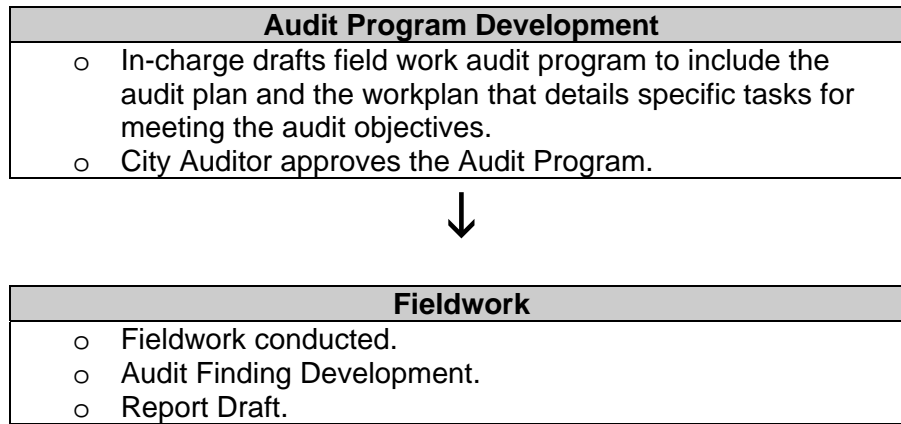 Audit Program Development
o In-charge drafts field work audit program to include the
audit plan and the workplan that details specific tasks for
meeting the audit objectives.
o City Auditor approves the Audit Program.
↓
Fieldwork
o Fieldwork conducted.
o Audit Finding Development.
o Report Draft.